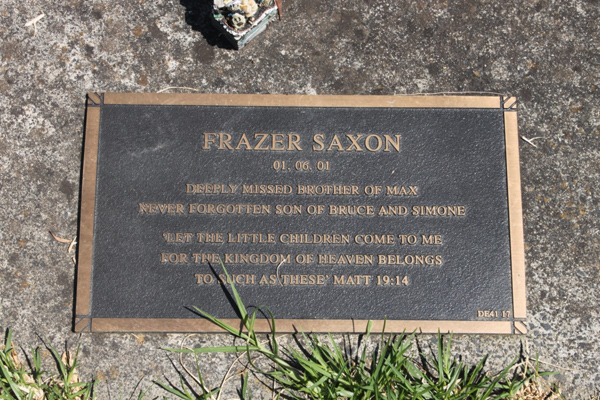 FRAZER SAXON
01. 06. 01
DEEPLY MISSED BROTHER OF MAX
NEVER FORGOTTEN SON OF BRUCE AND SIMONE
'LET THE LITTLE CHILDREN COME TO ME
FOR THE KINGDOM OF HEAVEN BELONGS
TO SUCH AS THESE' MATT 19:14
DE41 17